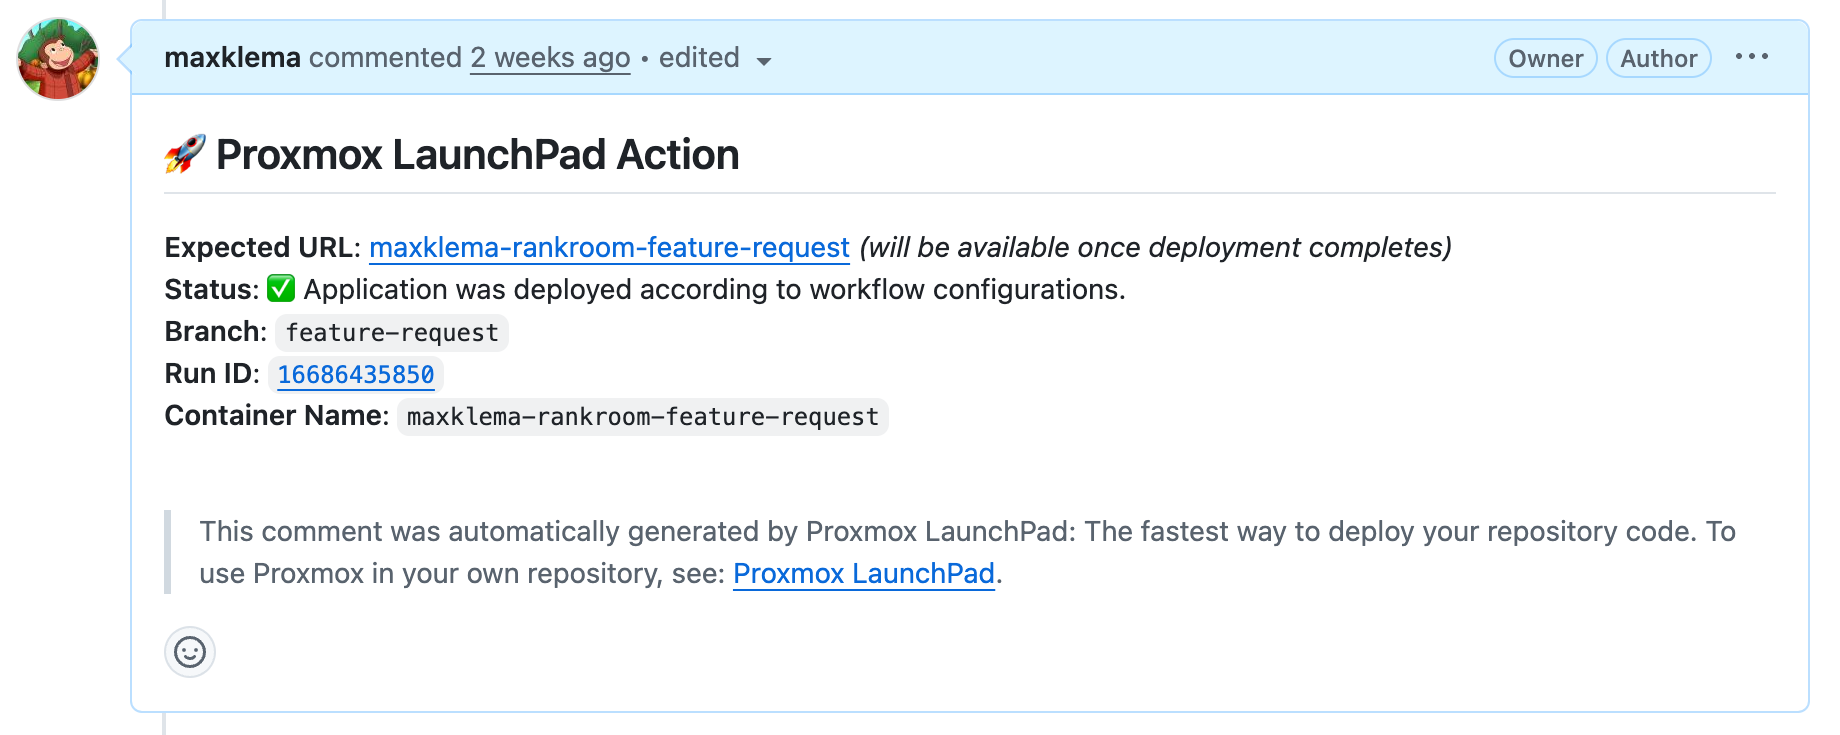 maxklema commented 2 weeks ago • edited
Owner Author
🚀 Proxmox LaunchPad Action
Expected URL: maxklema-rankroom-feature-request (will be available once deployment completes)
Status: ✅ Application was deployed according to workflow configurations.
Branch: feature-request
Run ID: 16686435850
Container Name: maxklema-rankroom-feature-request
This comment was automatically generated by Proxmox LaunchPad: The fastest way to deploy your repository code. To
use Proxmox in your own repository, see: Proxmox LaunchPad.